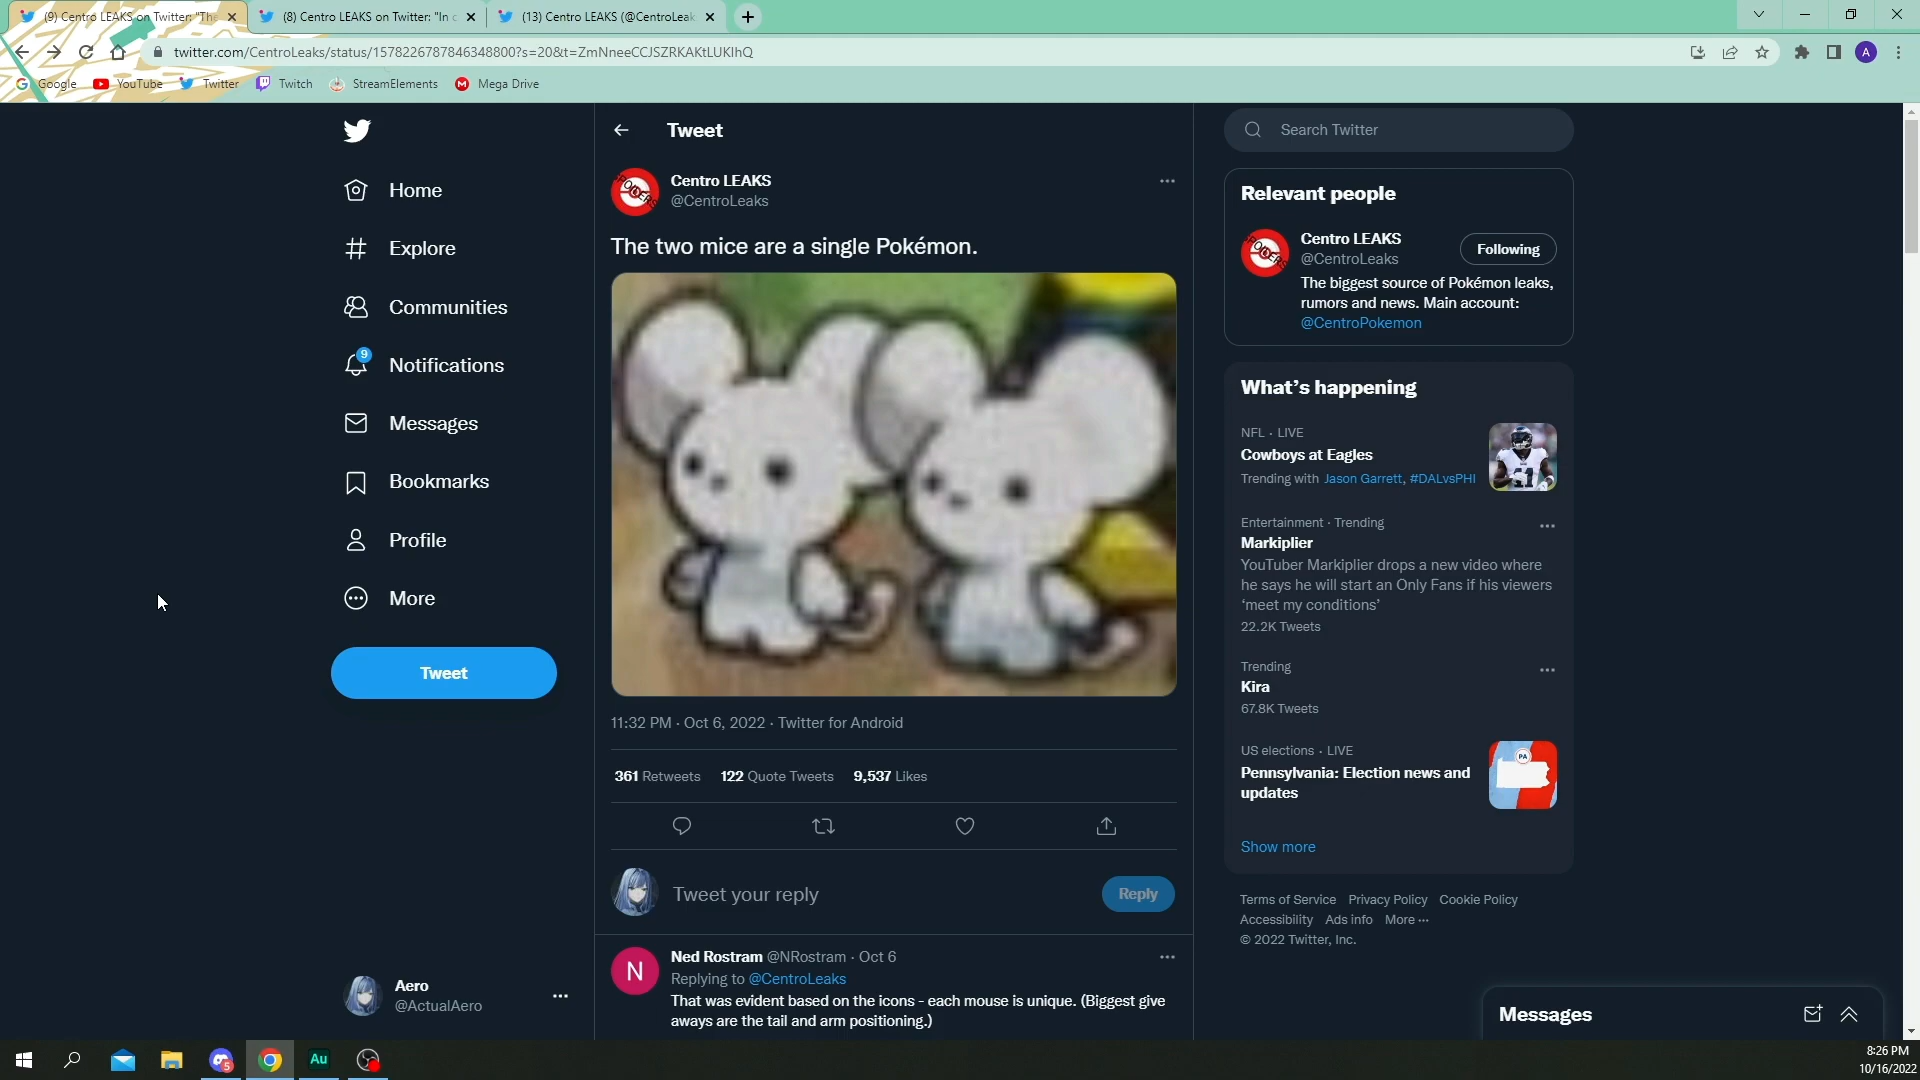 (9) Centro LEAKS on Twitter: "The
(8) Centro LEAKS on Twitter: "In c
(13) Centro LEAKS (@CentroLeak
twitter.com/CentroLeaks/status/1578226787846348800?s=20&t=ZmNneeCCJSZRKAKtLUKIhQ
A
Google
YouTube
Twitter
Twitch
StreamElements
Mega Drive
Home
Explore
Communities
9
Notifications
Messages
Bookmarks
Profile
More
Tweet
Aero
@ActualAero
Tweet
Centro LEAKS
@CentroLeaks
The two mice are a single Pokémon.
11:32 PM · Oct 6, 2022 · Twitter for Android
361 Retweets 122 Quote Tweets 9,537 Likes
Tweet your reply
Reply
N
Ned Rostram @NRostram · Oct 6
Replying to @CentroLeaks
That was evident based on the icons - each mouse is unique. (Biggest give
aways are the tail and arm positioning.)
Search Twitter
Relevant people
Centro LEAKS
@CentroLeaks
Following
The biggest source of Pokémon leaks,
rumors and news. Main account:
@CentroPokemon
What's happening
NFL · LIVE
Cowboys at Eagles
Trending with Jason Garrett, #DALvsPHI
Entertainment · Trending
Markiplier
YouTuber Markiplier drops a new video where
he says he will start an Only Fans if his viewers
‘meet my conditions’
22.2K Tweets
Trending
Kira
67.8K Tweets
US elections · LIVE
Pennsylvania: Election news and
updates
PA
Show more
Terms of Service Privacy Policy Cookie Policy
Accessibility Ads info More ···
© 2022 Twitter, Inc.
Messages
5
Au
8:26 PM
10/16/2022